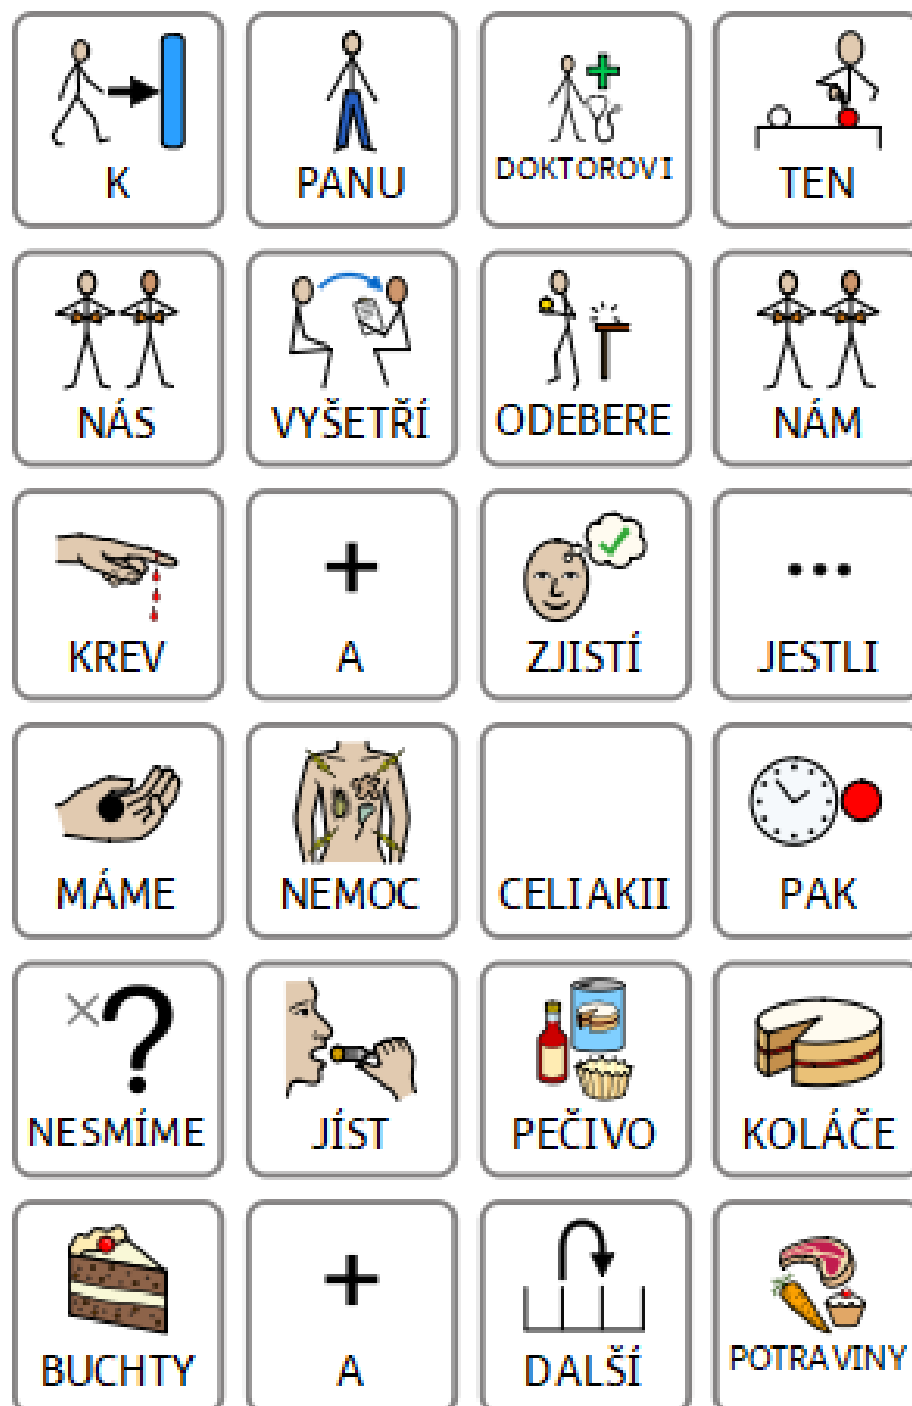 K PANU DOKTOROVI TEN
NÁS VYŠETŘÍ ODEBERE NÁM
KREV A ZJISTÍ JESTLI
MÁME NEMOC CELIAKII PAK
NESMÍME JÍST PEČIVO KOLÁČE
BUCHTY A DALŠÍ POTRAVINY